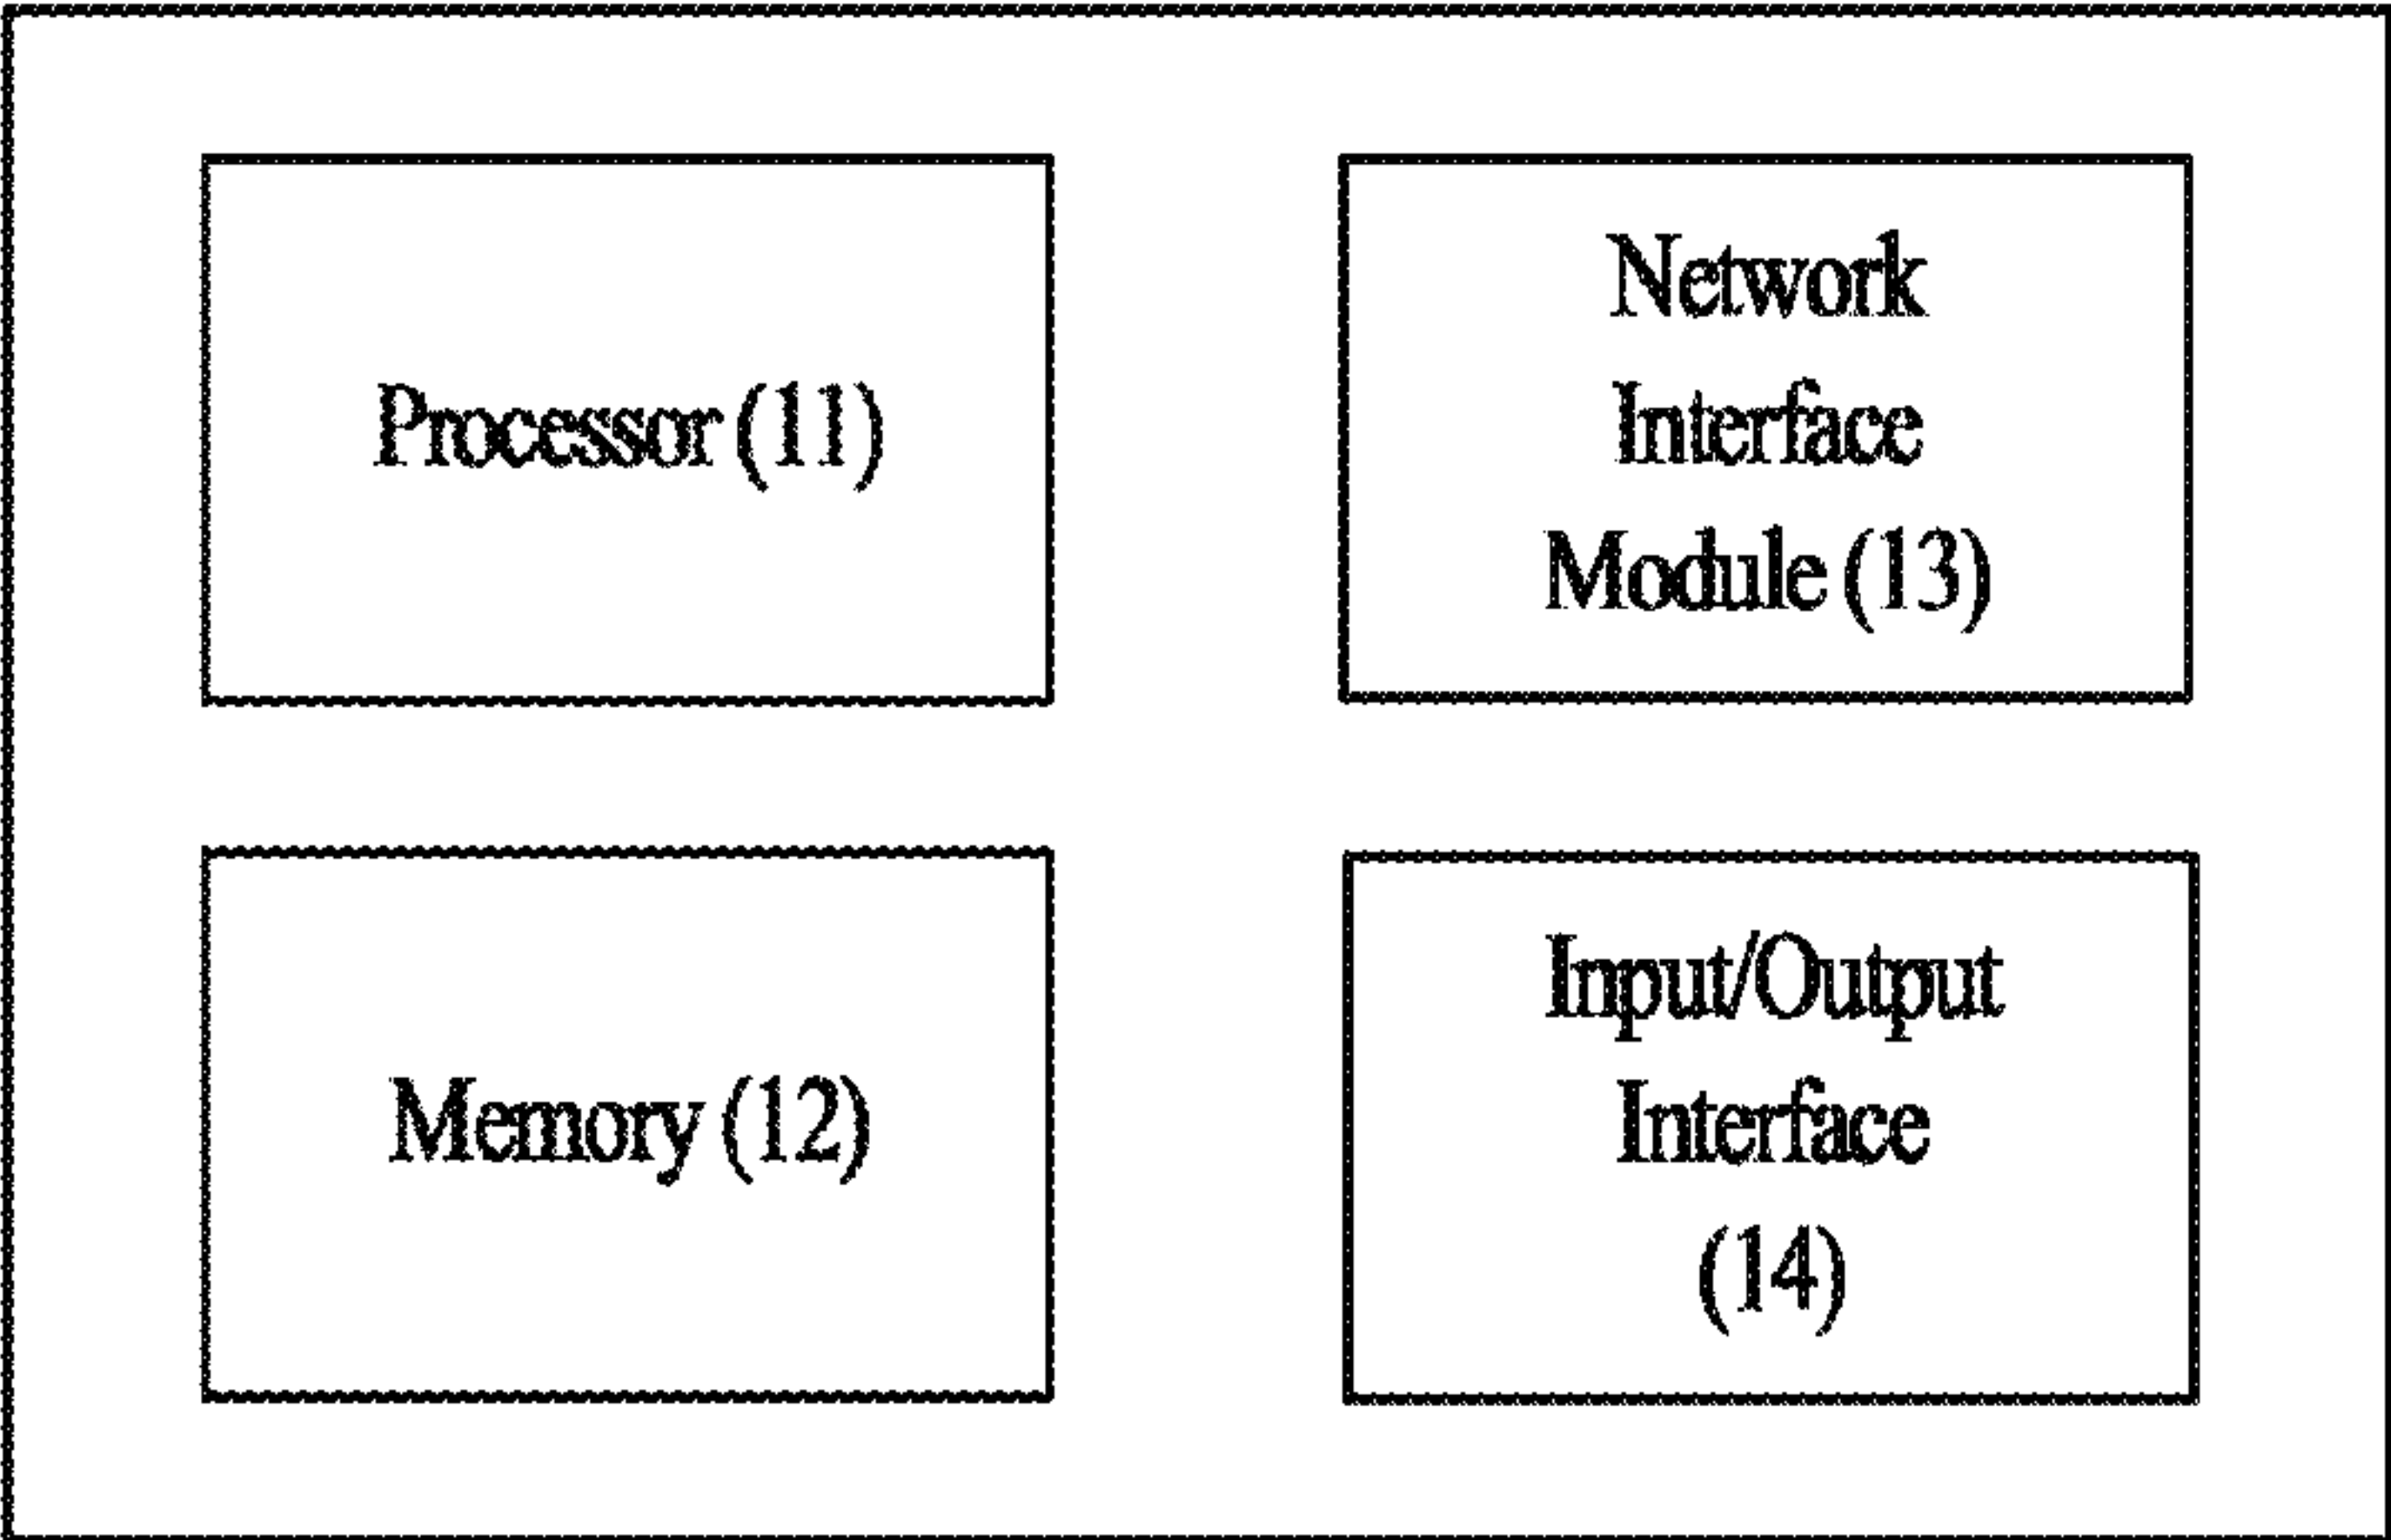 Processor (11)
Network
Interface
Module (13)
Memory (12)
Input/Output
Interface
(14)